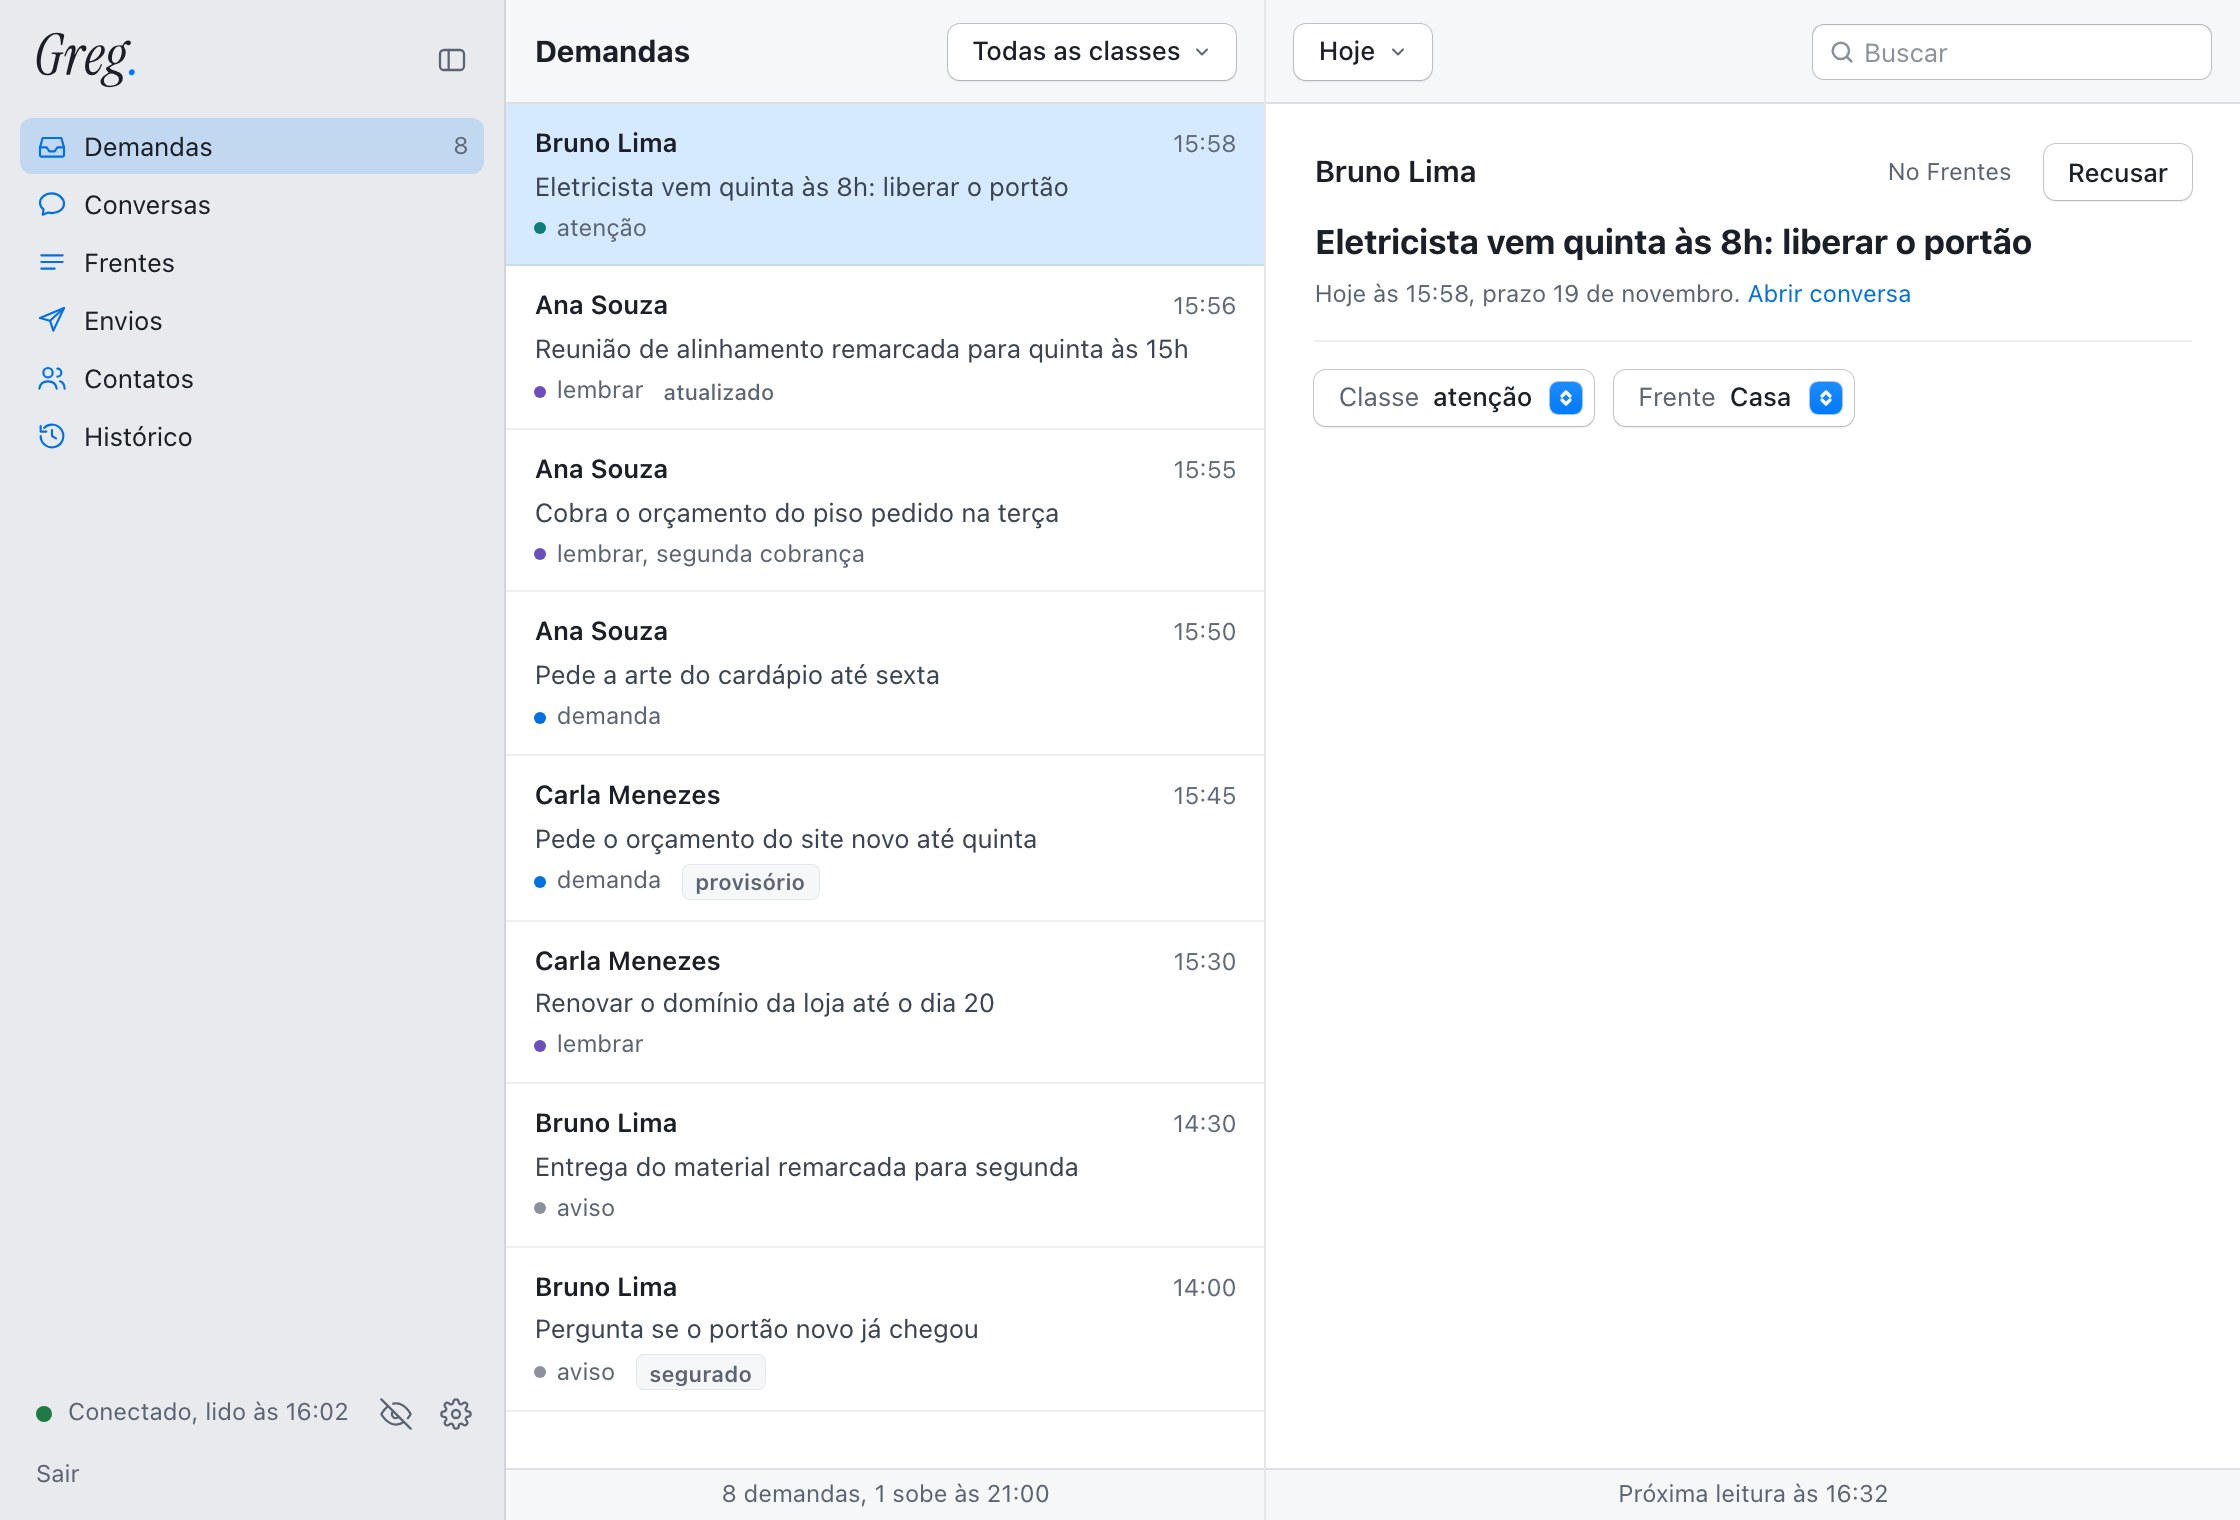 Greg.
Demandas 8
Conversas
Frentes
Envios
Contatos
Histórico
Conectado, lido às 16:02
Sair
Demandas
Todas as classes
Bruno Lima 15:58
Eletricista vem quinta às 8h: liberar o portão
atenção
Ana Souza 15:56
Reunião de alinhamento remarcada para quinta às 15h
lembrar atualizado
Ana Souza 15:55
Cobra o orçamento do piso pedido na terça
lembrar, segunda cobrança
Ana Souza 15:50
Pede a arte do cardápio até sexta
demanda
Carla Menezes 15:45
Pede o orçamento do site novo até quinta
demanda provisório
Carla Menezes 15:30
Renovar o domínio da loja até o dia 20
lembrar
Bruno Lima 14:30
Entrega do material remarcada para segunda
aviso
Bruno Lima 14:00
Pergunta se o portão novo já chegou
aviso segurado
8 demandas, 1 sobe às 21:00
Hoje
Buscar
Bruno Lima No Frentes Recusar
Eletricista vem quinta às 8h: liberar o portão
Hoje às 15:58, prazo 19 de novembro. Abrir conversa
Classe atenção Frente Casa
Próxima leitura às 16:32